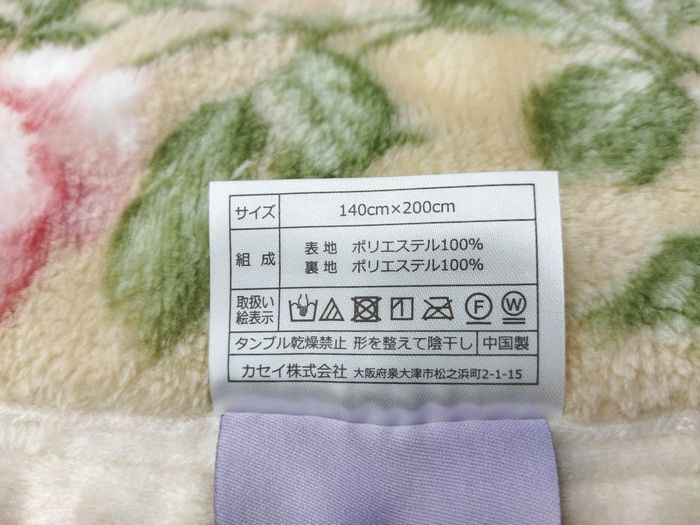 サイズ 140cm×200cm
組成 表地 ポリエステル100%
裏地 ポリエステル100%
取扱い
絵表示 F W
タンブル乾燥禁止 形を整えて陰干し 中国製
カセイ株式会社 大阪府泉大津市松之浜町2-1-15